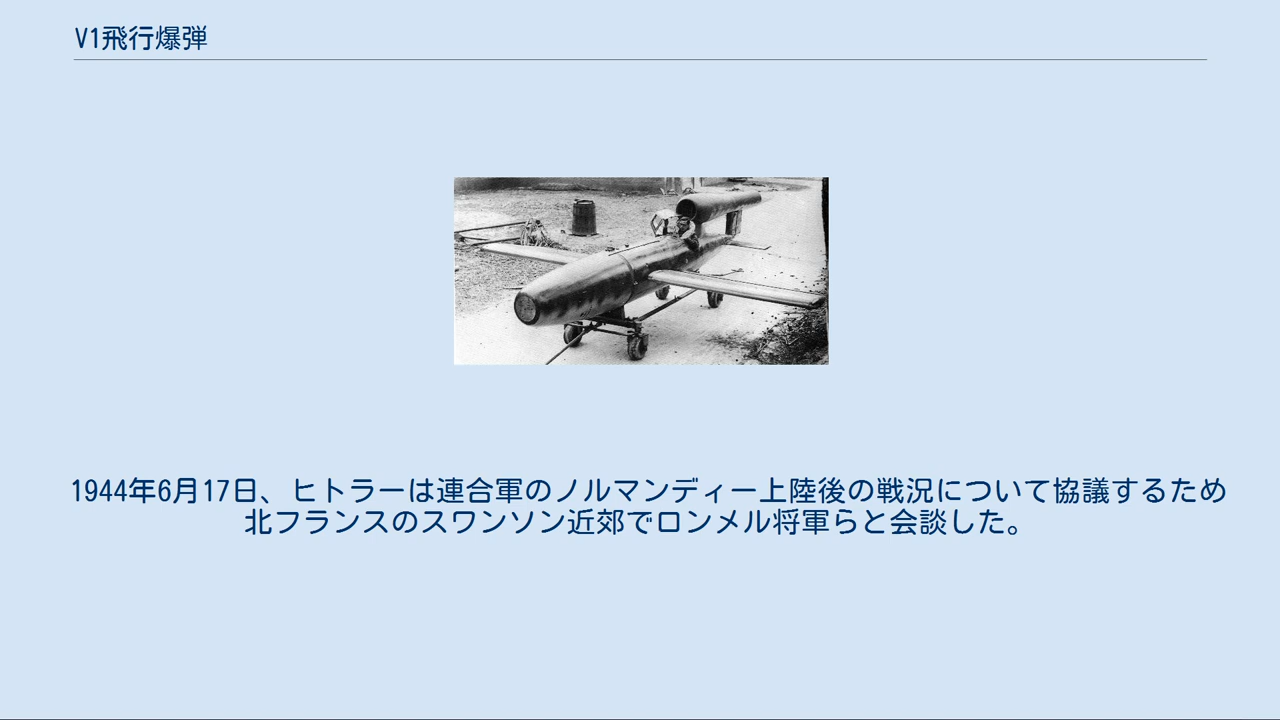 V1飛行爆弾
1944年6月17日、ヒトラーは連合軍のノルマンディー上陸後の戦況について協議するため
北フランスのスワンソン近郊でロンメル将軍らと会談した。